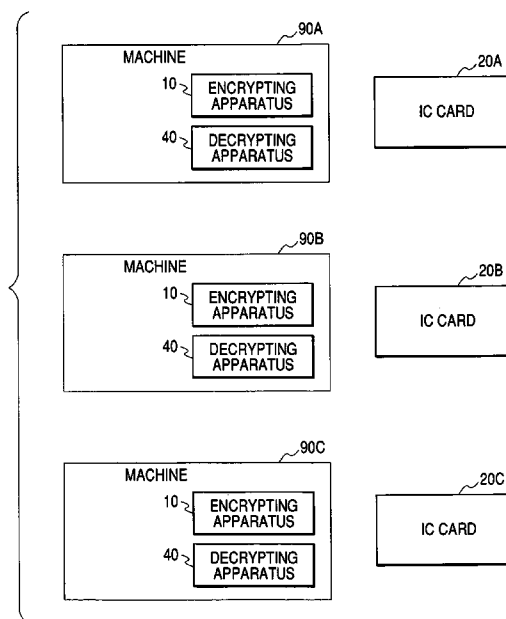 90A
MACHINE
10
ENCRYPTING
APPARATUS
40
DECRYPTING
APPARATUS
20A
IC CARD
90B
MACHINE
10
ENCRYPTING
APPARATUS
40
DECRYPTING
APPARATUS
20B
IC CARD
90C
MACHINE
10
ENCRYPTING
APPARATUS
40
DECRYPTING
APPARATUS
20C
IC CARD